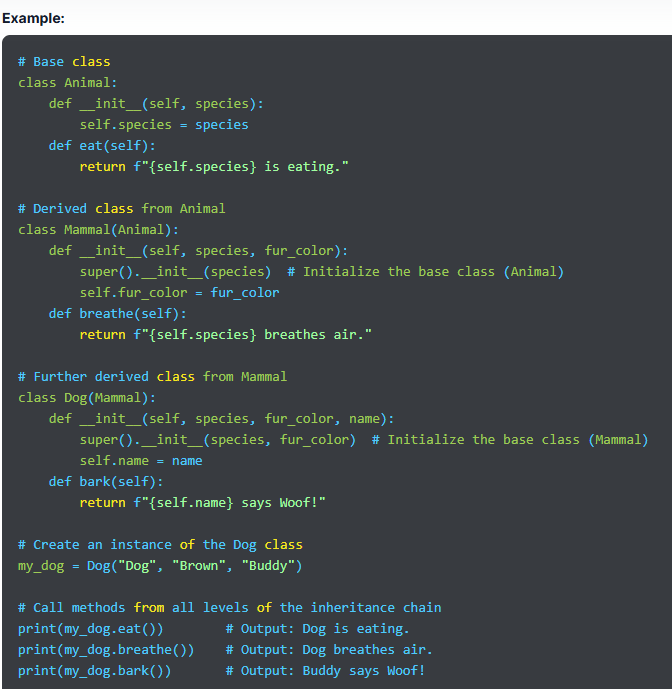 Example:
# Base class
class Animal:
    def __init__(self, species):
        self.species = species
    def eat(self):
        return f"{self.species} is eating."
# Derived class from Animal
class Mammal(Animal):
    def __init__(self, species, fur_color):
        super().__init__(species)  # Initialize the base class (Animal)
        self.fur_color = fur_color
    def breathe(self):
        return f"{self.species} breathes air."
# Further derived class from Mammal
class Dog(Mammal):
    def __init__(self, species, fur_color, name):
        super().__init__(species, fur_color)  # Initialize the base class (Mammal)
        self.name = name
    def bark(self):
        return f"{self.name} says Woof!"
# Create an instance of the Dog class
my_dog = Dog("Dog", "Brown", "Buddy")
# Call methods from all levels of the inheritance chain
print(my_dog.eat())        # Output: Dog is eating.
print(my_dog.breathe())    # Output: Dog breathes air.
print(my_dog.bark())       # Output: Buddy says Woof!